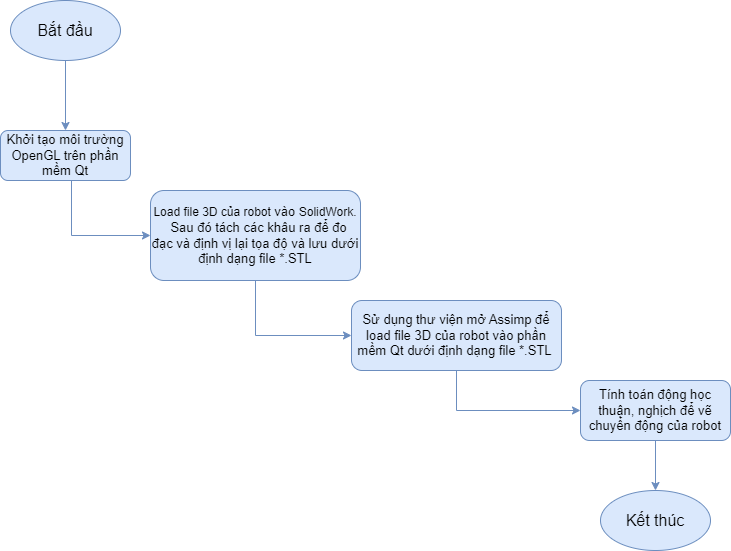 Bắt đầu
Khởi tạo môi trường
OpenGL trên phần
mềm Qt
Load file 3D của robot vào SolidWork.
Sau đó tách các khâu ra để đo
đạc và định vị lại tọa độ và lưu dưới
định dạng file *.STL
Sử dụng thư viện mở Assimp để
load file 3D của robot vào phần
mềm Qt dưới định dạng file *.STL
Tính toán động học
thuận, nghịch để vẽ
chuyển động của robot
Kết thúc